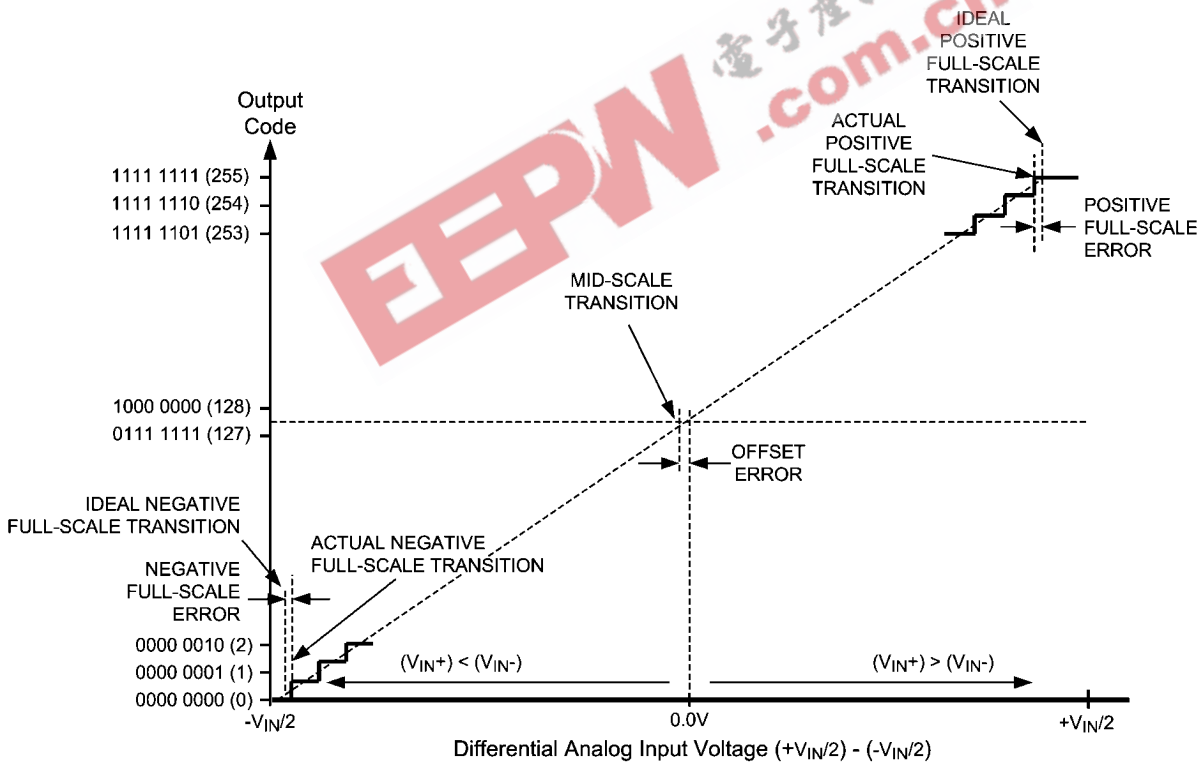 電子產
.com.cn
EEPW
IDEAL
POSITIVE
FULL-SCALE
TRANSITION
Output
Code
ACTUAL
POSITIVE
FULL-SCALE
TRANSITION
1111 1111 (255)
1111 1110 (254)
1111 1101 (253)
POSITIVE
FULL-SCALE
ERROR
MID-SCALE
TRANSITION
1000 0000 (128)
0111 1111 (127)
OFFSET
ERROR
IDEAL NEGATIVE
FULL-SCALE TRANSITION
ACTUAL NEGATIVE
FULL-SCALE TRANSITION
NEGATIVE
FULL-SCALE
ERROR
0000 0010 (2)
0000 0001 (1)
0000 0000 (0)
(VIN+) < (VIN-)
(VIN+) > (VIN-)
-VIN/2
0.0V
+VIN/2
Differential Analog Input Voltage (+VIN/2) - (-VIN/2)